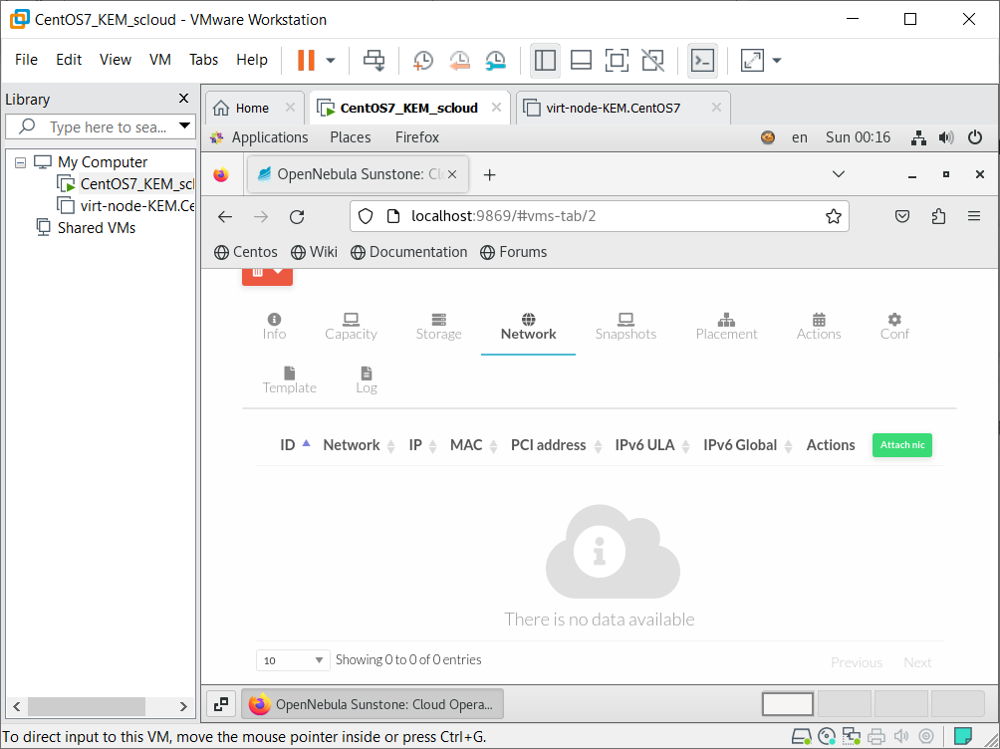 CentOS7_KEM_scloud - VMware Workstation
File Edit View VM Tabs Help
Library
Type here to sea...
My Computer
CentOS7_KEM_scl
virt-node-KEM.Ce
Shared VMs
Home
CentOS7_KEM_scloud
virt-node-KEM.CentOS7
Applications Places Firefox
en Sun 00:16
OpenNebula Sunstone: Cl
localhost:9869/#vms-tab/2
Centos Wiki Documentation Forums
Info Capacity Storage Network Snapshots Placement Actions Conf
Template Log
ID Network IP MAC PCI address IPv6 ULA IPv6 Global Actions Attach nic
There is no data available
10 Showing 0 to 0 of 0 entries
Previous Next
OpenNebula Sunstone: Cloud Opera...
To direct input to this VM, move the mouse pointer inside or press Ctrl+G.